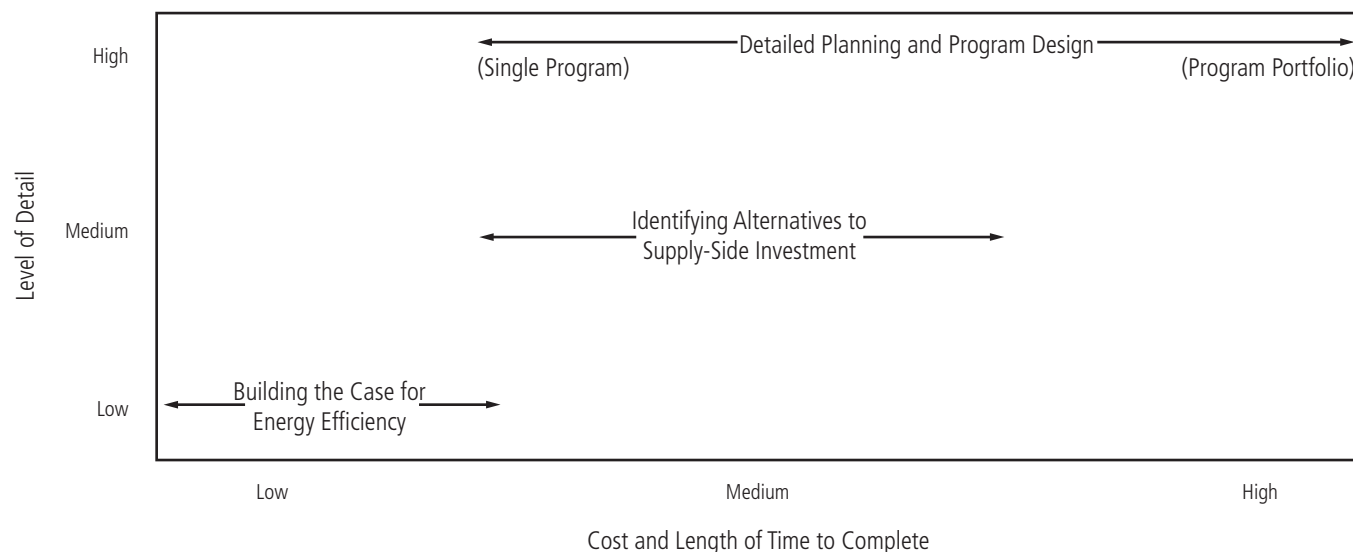 High
Detailed Planning and Program Design
(Single Program)
(Program Portfolio)
Level of Detail
Medium
Identifying Alternatives to
Supply-Side Investment
Low
Building the Case for
Energy Efficiency
Low
Medium
High
Cost and Length of Time to Complete